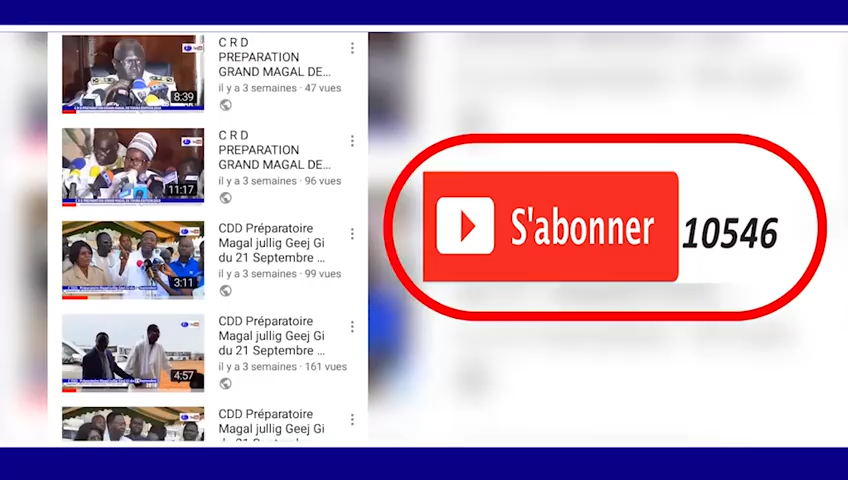 C R D
PREPARATION
GRAND MAGAL DE...
il y a 3 semaines · 47 vues
8:39
C R D
PREPARATION
GRAND MAGAL DE...
il y a 3 semaines · 96 vues
11:17
CDD Préparatoire
Magal jullig Geej Gi
du 21 Septembre ...
il y a 3 semaines · 99 vues
3:11
CDD Préparatoire
Magal jullig Geej Gi
du 21 Septembre ...
il y a 3 semaines · 161 vues
4:57
CDD Préparatoire
Magal jullig Geej Gi
du 21 Septembre
S'abonner
10546